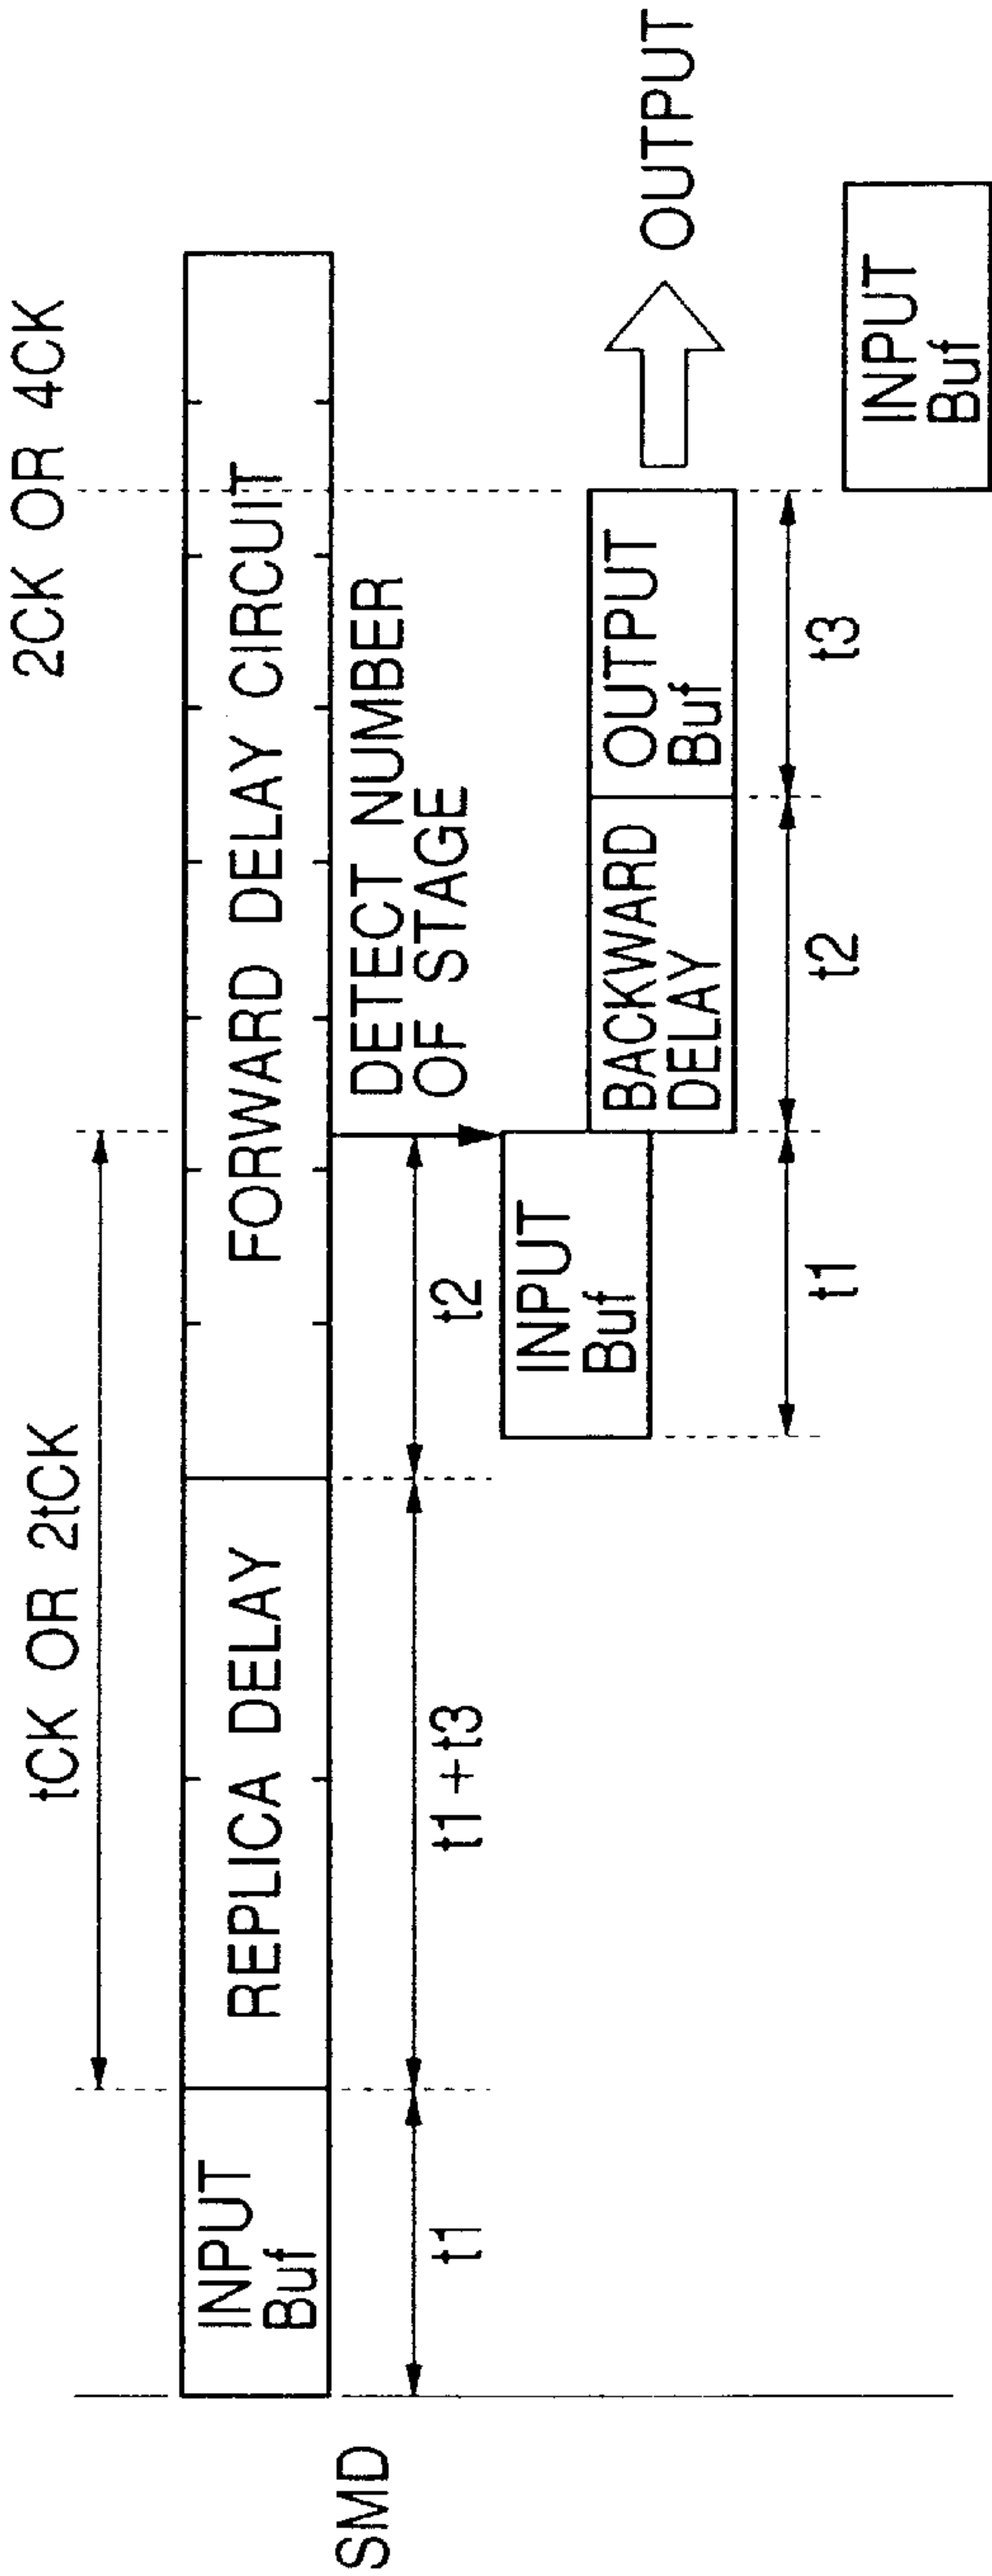 2CK OR 4CK
tCK OR 2tCK
INPUT
Buf
REPLICA DELAY
FORWARD DELAY CIRCUIT
SMD
t1
t1+t3
t2
DETECT NUMBER
OF STAGE
INPUT
Buf
BACKWARD
DELAY
OUTPUT
Buf
OUTPUT
t1
t2
t3
INPUT
Buf